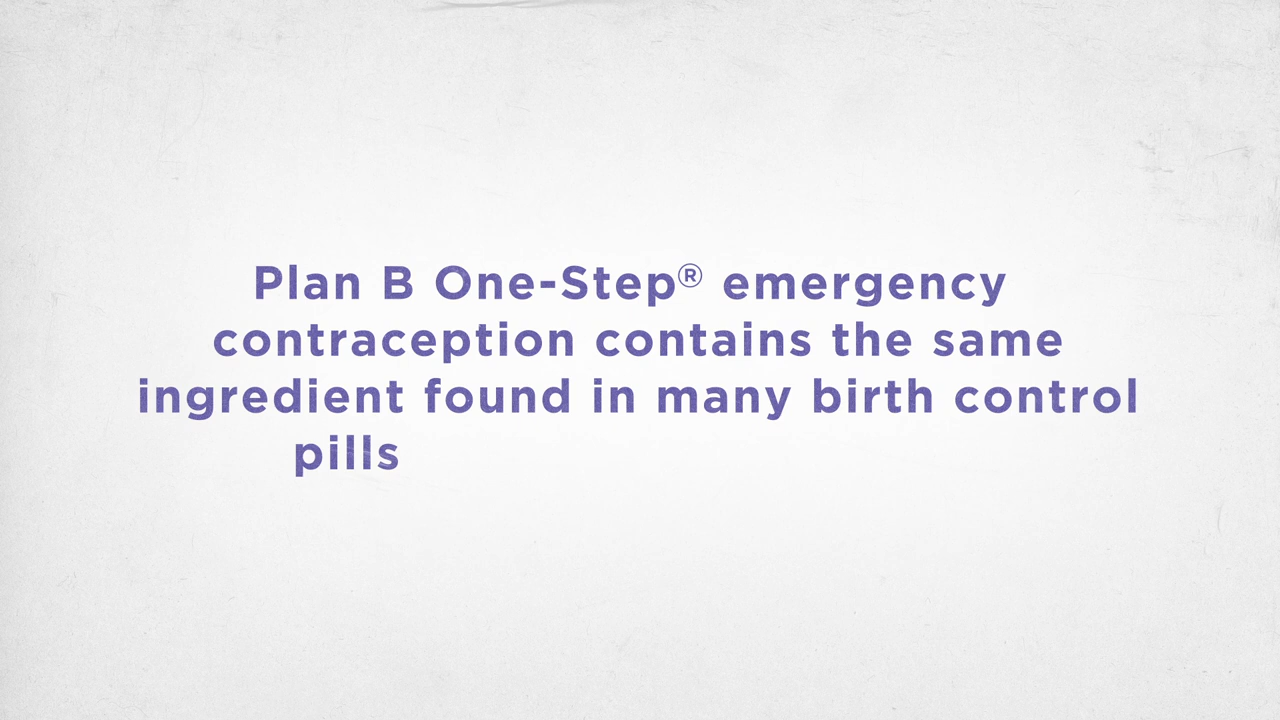 Plan B One-Step® emergency
contraception contains the same
ingredient found in many birth control
pills